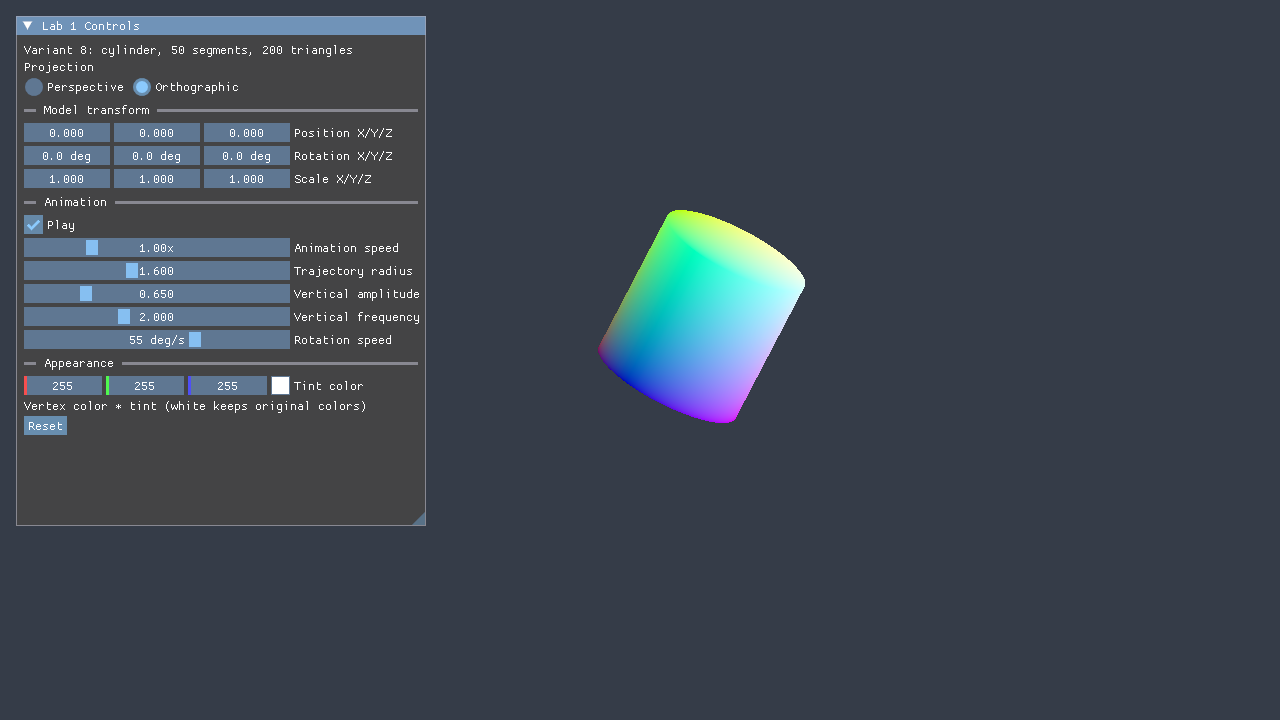 Lab 1 Controls
Variant 8: cylinder, 50 segments, 200 triangles
Projection
Perspective Orthographic
Model transform
0.000 0.000 0.000 Position X/Y/Z
0.0 deg 0.0 deg 0.0 deg Rotation X/Y/Z
1.000 1.000 1.000 Scale X/Y/Z
Animation
Play
1.00x Animation speed
1.600 Trajectory radius
0.650 Vertical amplitude
2.000 Vertical frequency
55 deg/s Rotation speed
Appearance
255 255 255 Tint color
Vertex color * tint (white keeps original colors)
Reset